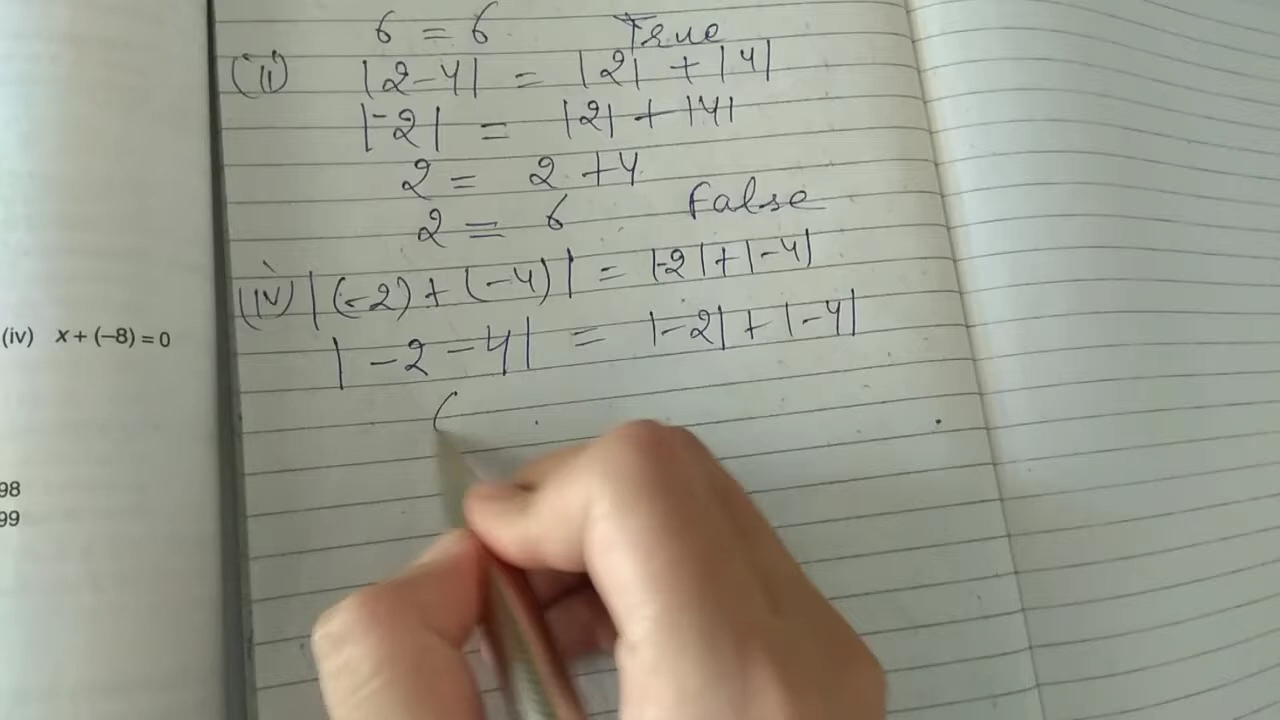 6 = 6 True
(ii) |2-4| = |2| + |4|
|-2| = |2| + |4|
2 = 2 + 4
2 = 6 False
(iv) |(-2) + (-4)| = |-2| + |-4|
|-2-4| = |-2| + |-4|
(
(iv) x + (–8) = 0
98
99